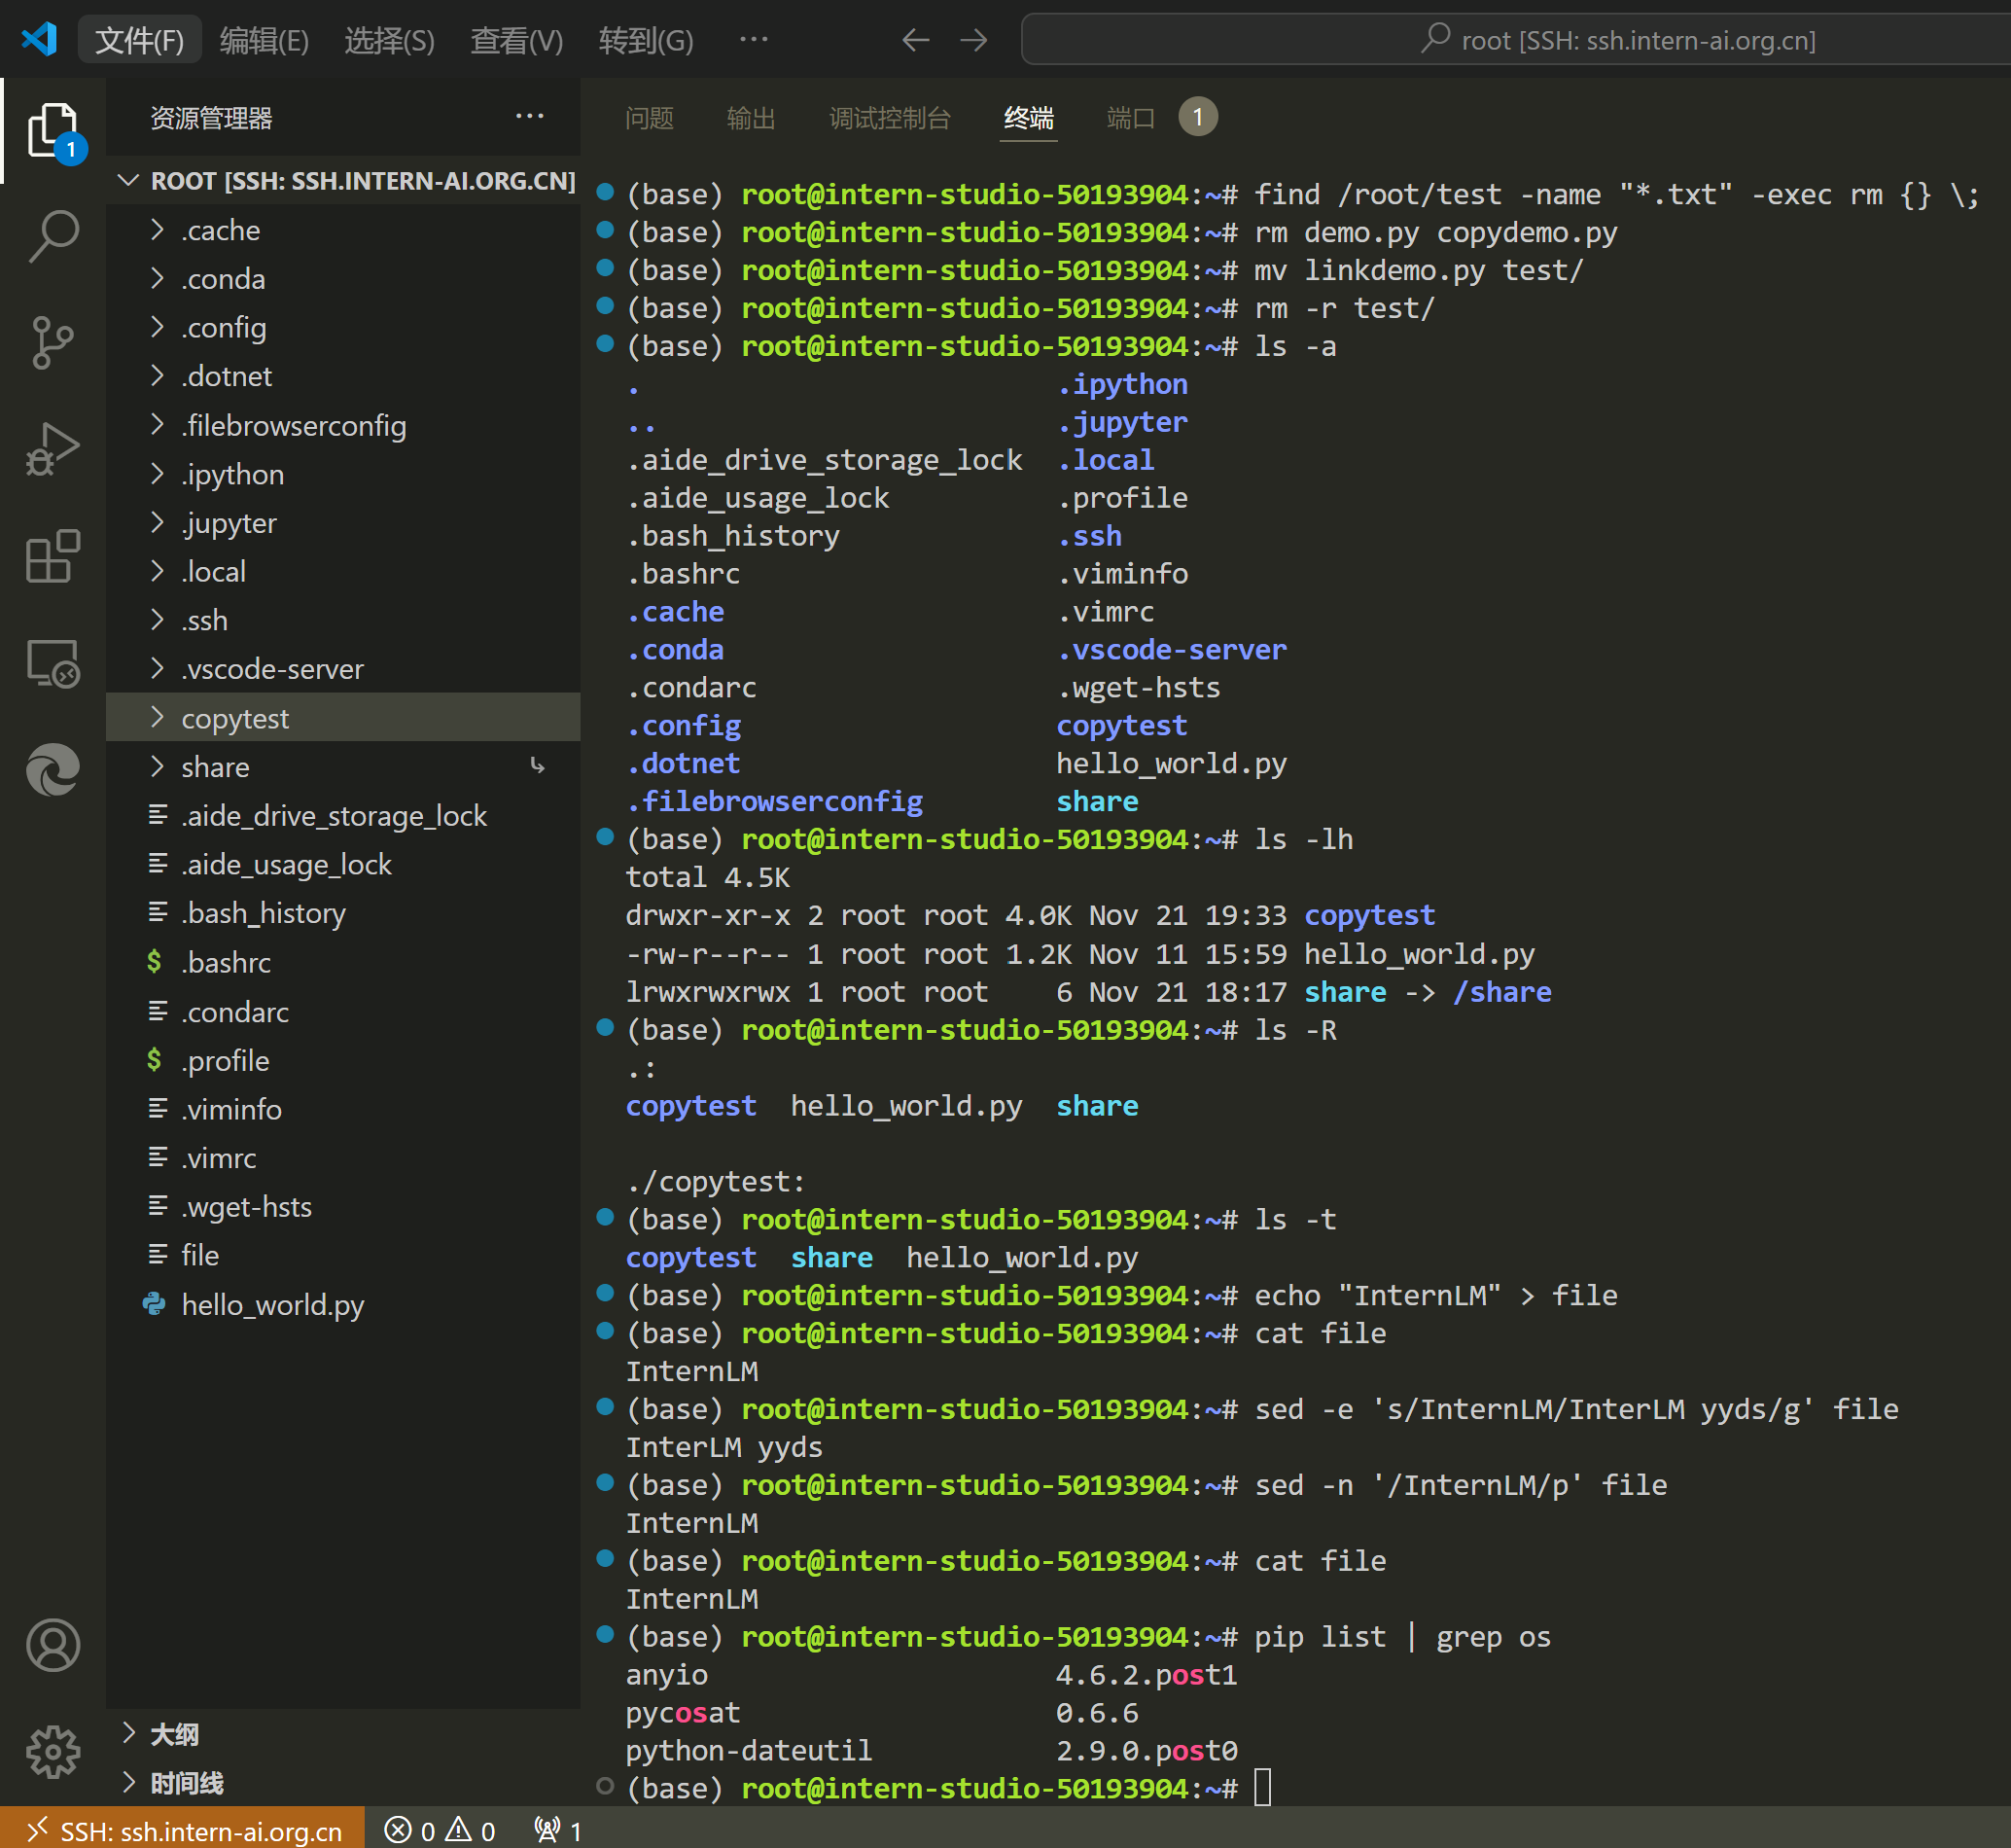 文件(F) 编辑(E) 选择(S) 查看(V) 转到(G) ··· root [SSH: ssh.intern-ai.org.cn]
1
资源管理器 ···
ROOT [SSH: SSH.INTERN-AI.ORG.CN]
.cache
.conda
.config
.dotnet
.filebrowserconfig
.ipython
.jupyter
.local
.ssh
.vscode-server
copytest
share
.aide_drive_storage_lock
.aide_usage_lock
.bash_history
.bashrc
.condarc
.profile
.viminfo
.vimrc
.wget-hsts
file
hello_world.py
大纲
时间线
问题 输出 调试控制台 终端 端口 1
(base) root@intern-studio-50193904:~# find /root/test -name "*.txt" -exec rm {} \;
(base) root@intern-studio-50193904:~# rm demo.py copydemo.py
(base) root@intern-studio-50193904:~# mv linkdemo.py test/
(base) root@intern-studio-50193904:~# rm -r test/
(base) root@intern-studio-50193904:~# ls -a
. .ipython
.. .jupyter
.aide_drive_storage_lock .local
.aide_usage_lock .profile
.bash_history .ssh
.bashrc .viminfo
.cache .vimrc
.conda .vscode-server
.condarc .wget-hsts
.config copytest
.dotnet hello_world.py
.filebrowserconfig share
(base) root@intern-studio-50193904:~# ls -lh
total 4.5K
drwxr-xr-x 2 root root 4.0K Nov 21 19:33 copytest
-rw-r--r-- 1 root root 1.2K Nov 11 15:59 hello_world.py
lrwxrwxrwx 1 root root    6 Nov 21 18:17 share -> /share
(base) root@intern-studio-50193904:~# ls -R
.:
copytest  hello_world.py  share
./copytest:
(base) root@intern-studio-50193904:~# ls -t
copytest  share  hello_world.py
(base) root@intern-studio-50193904:~# echo "InternLM" > file
(base) root@intern-studio-50193904:~# cat file
InternLM
(base) root@intern-studio-50193904:~# sed -e 's/InternLM/InterLM yyds/g' file
InterLM yyds
(base) root@intern-studio-50193904:~# sed -n '/InternLM/p' file
InternLM
(base) root@intern-studio-50193904:~# cat file
InternLM
(base) root@intern-studio-50193904:~# pip list | grep os
anyio 4.6.2.post1
pycosat 0.6.6
python-dateutil 2.9.0.post0
(base) root@intern-studio-50193904:~#
SSH: ssh.intern-ai.org.cn 0 0 1